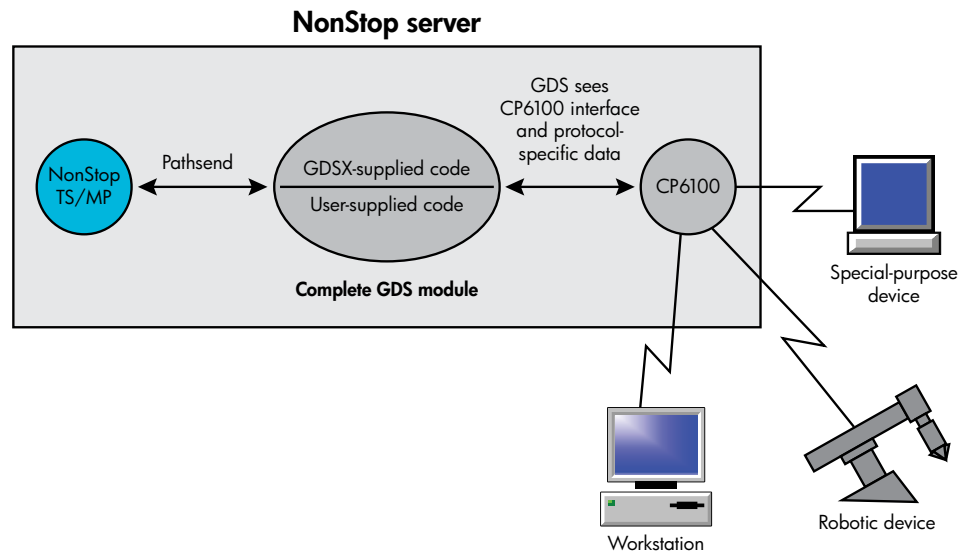 NonStop server
GDS sees
CP6100 interface
and protocol-
specific data
NonStop
TS/MP
Pathsend
GDSX-supplied code
User-supplied code
CP6100
Complete GDS module
Special-purpose
device
Robotic device
Workstation